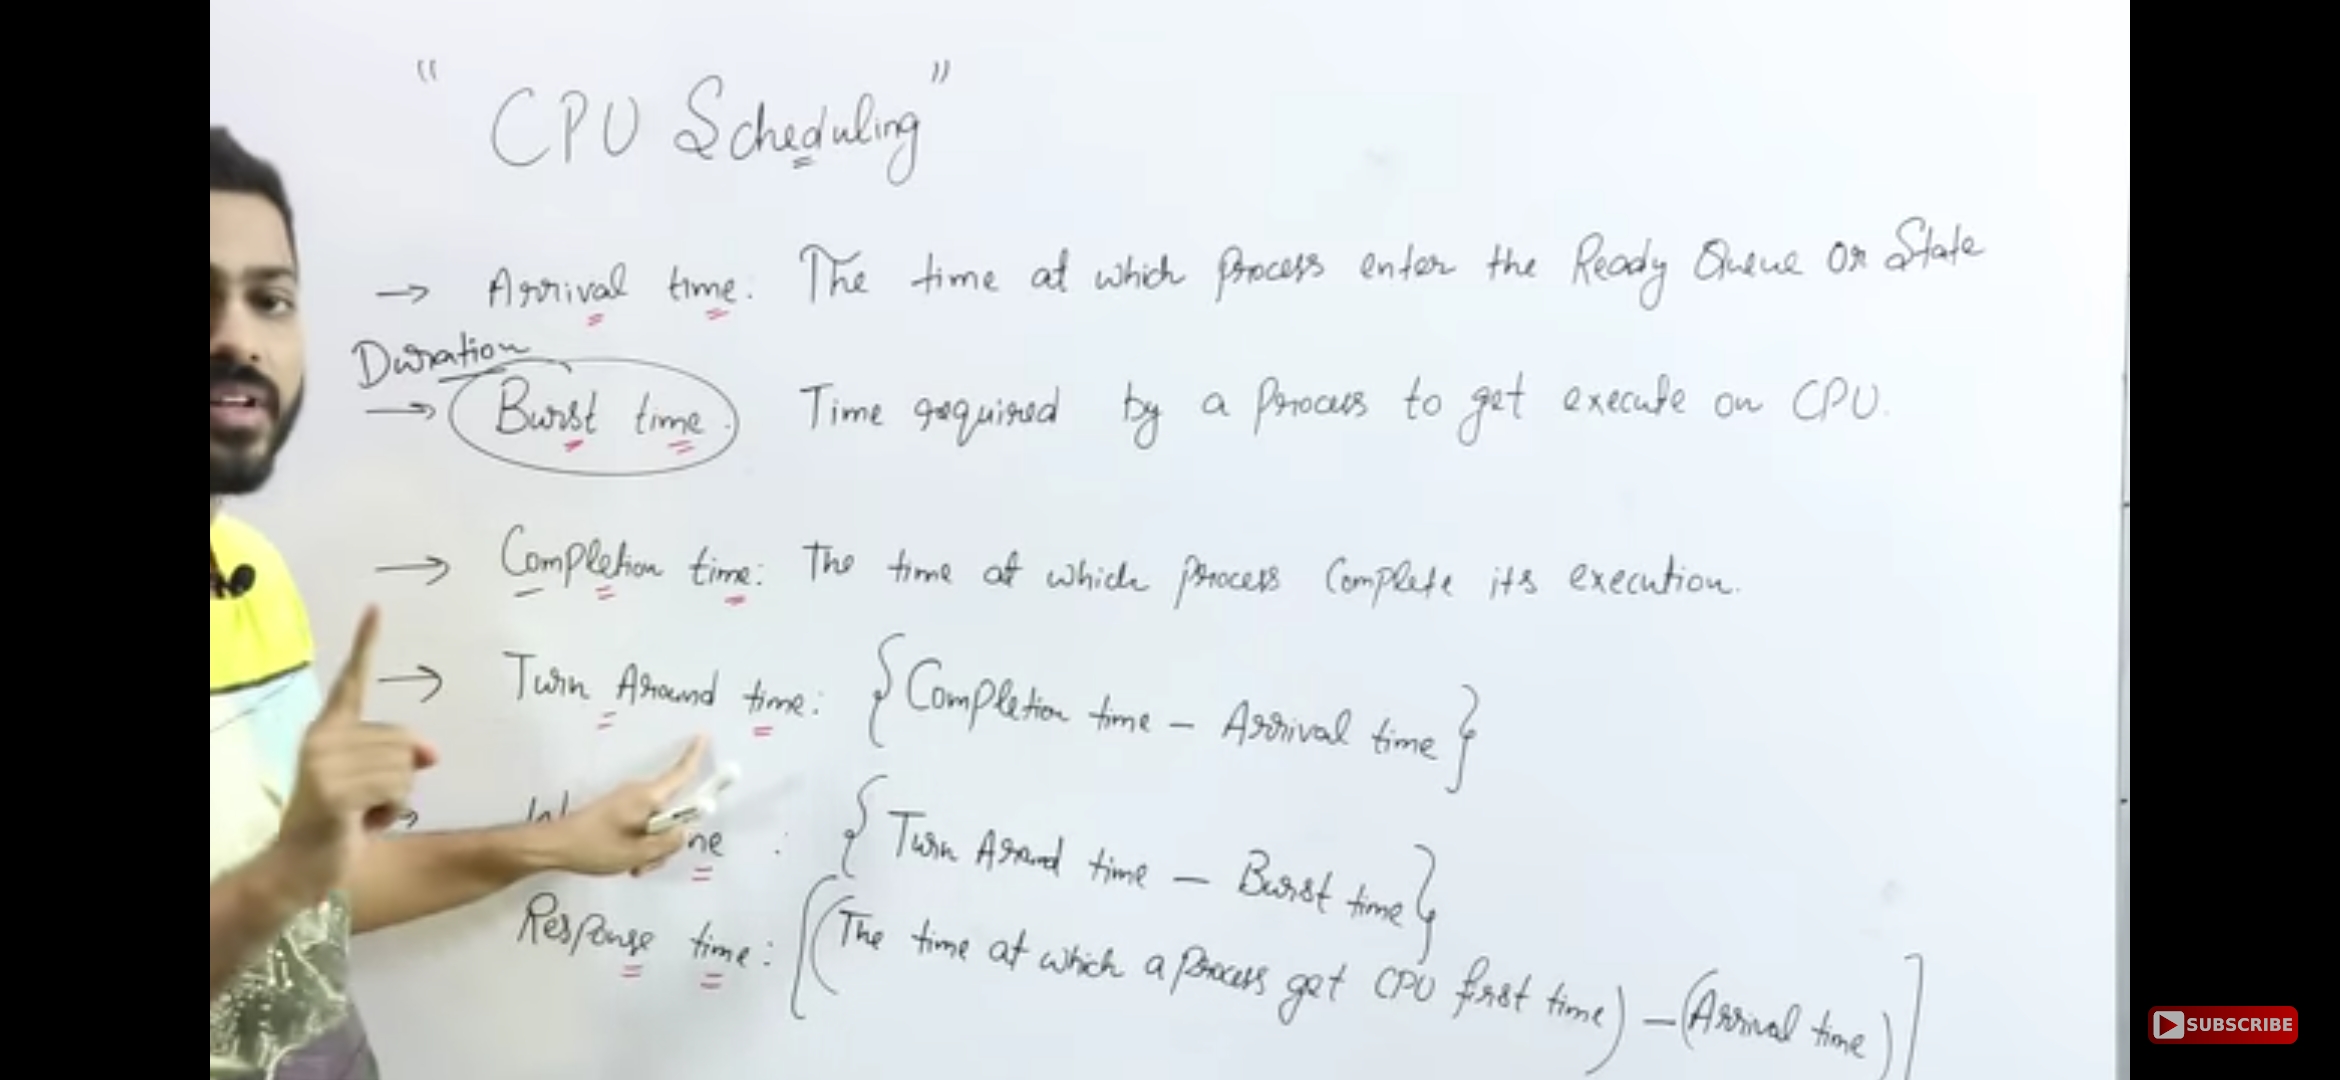 " CPU Scheduling "
→ Arrival time: The time at which process enter the Ready Queue or State
Duration
→ Burst time. Time required by a process to get execute on CPU.
→ Completion time: The time at which process Complete its execution.
→ Turn Around time: {Completion time – Arrival time}
: {Turn Around time – Burst time}
Response time: [(The time at which a process get CPU first time) – (Arrival time)]
SUBSCRIBE